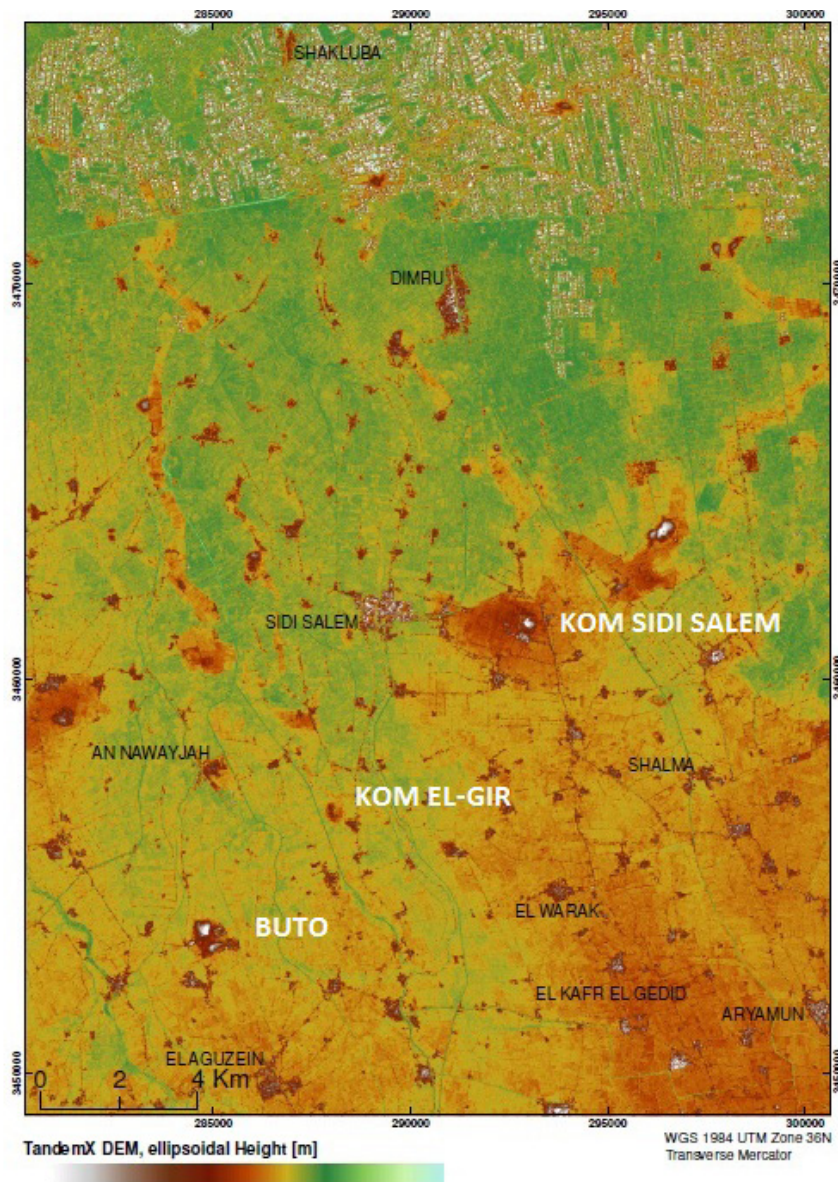 285000 290000 295000 300000
SHAKLUBA
3470000 DIMRU 3470000
SIDI SALEM KOM SIDI SALEM
3460000 3460000
AN NAWAYJAH SHALMA
KOM EL-GIR
EL WARAK
BUTO
EL KAFR EL GEDID
ARYAMUN
3450000 ELAGUZEIN 3450000
0 2 4 Km
285000 290000 295000 300000
TandemX DEM, ellipsoidal Height [m]
WGS 1984 UTM Zone 36N
Transverse Mercator